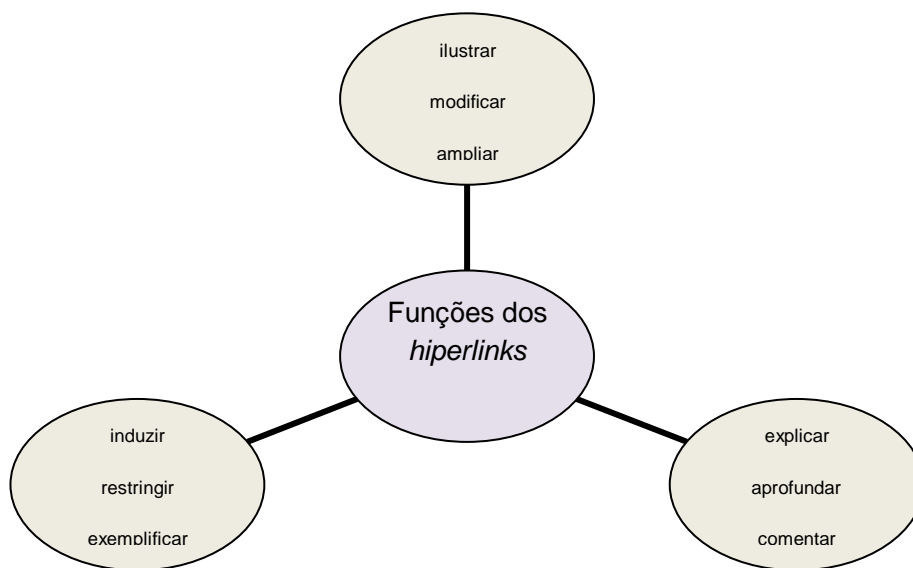 ilustrar
modificar
ampliar
Funções dos
hiperlinks
induzir
restringir
exemplificar
explicar
aprofundar
comentar